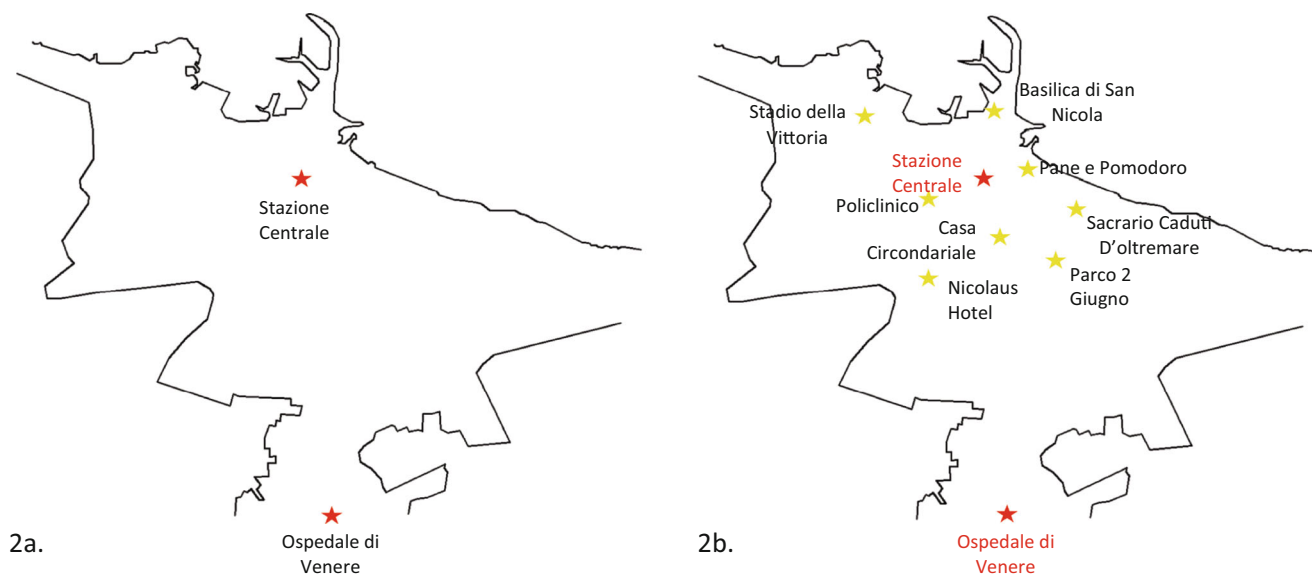 Stazione
Centrale
Ospedale di
Venere
2a.
Basilica di San
Nicola
Stadio della
Vittoria
Stazione
Centrale
Pane e Pomodoro
Policlinico
Sacrario Caduti
D'oltremare
Casa
Circondariale
Parco 2
Giugno
Nicolaus
Hotel
Ospedale di
Venere
2b.